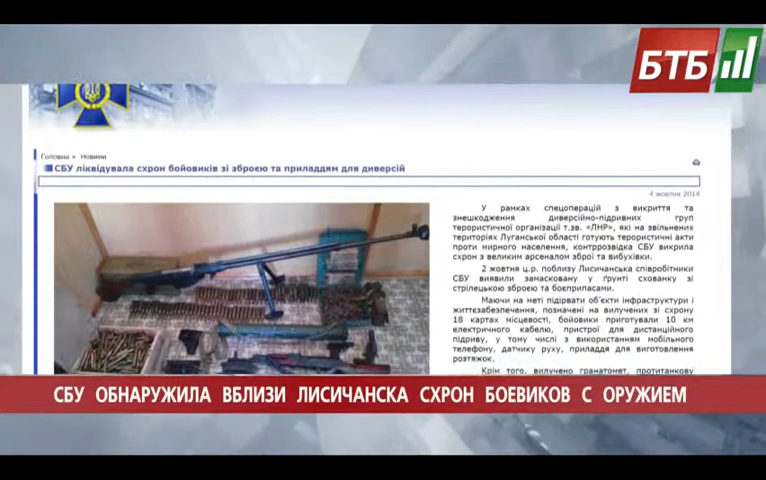 БТБ
Головна » Новини
СБУ ліквідувала схрон бойовиків зі зброєю та приладдям для диверсій
4 жовтня 2014
У рамках спецоперацій з викриття та
знешкодження диверсійно-підривних груп
терористичної організації т.зв. «ЛНР», які на звільнених
територіях Луганської області готують терористичні акти
проти мирного населення, контррозвідка СБУ викрила
схрон з великим арсеналом зброї та вибухівки.
2 жовтня ц.р. поблизу Лисичанська співробітники
СБУ виявили замасковану у ґрунті схованку зі
стрілецькою зброєю та боєприпасами.
Маючи на меті підірвати об'єкти інфраструктури і
життєзабезпечення, позначені на вилучених зі схрону
18 картах місцевості, бойовики приготували 10 км
електричного кабелю, пристрої для дистанційного
підриву, у тому числі з використанням мобільного
телефону, датчику руху, приладдя для виготовлення
розтяжок.
Крім того, вилучено гранатомет, протитанкову
СБУ ОБНАРУЖИЛА ВБЛИЗИ ЛИСИЧАНСКА СХРОН БОЕВИКОВ С ОРУЖИЕМ